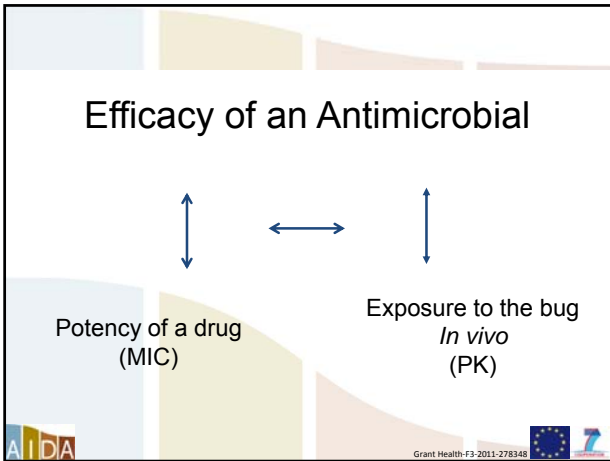 Efficacy of an Antimicrobial
Potency of a drug
(MIC)
Exposure to the bug
In vivo
(PK)
AIDA
Grant Health-F3-2011-278348
7